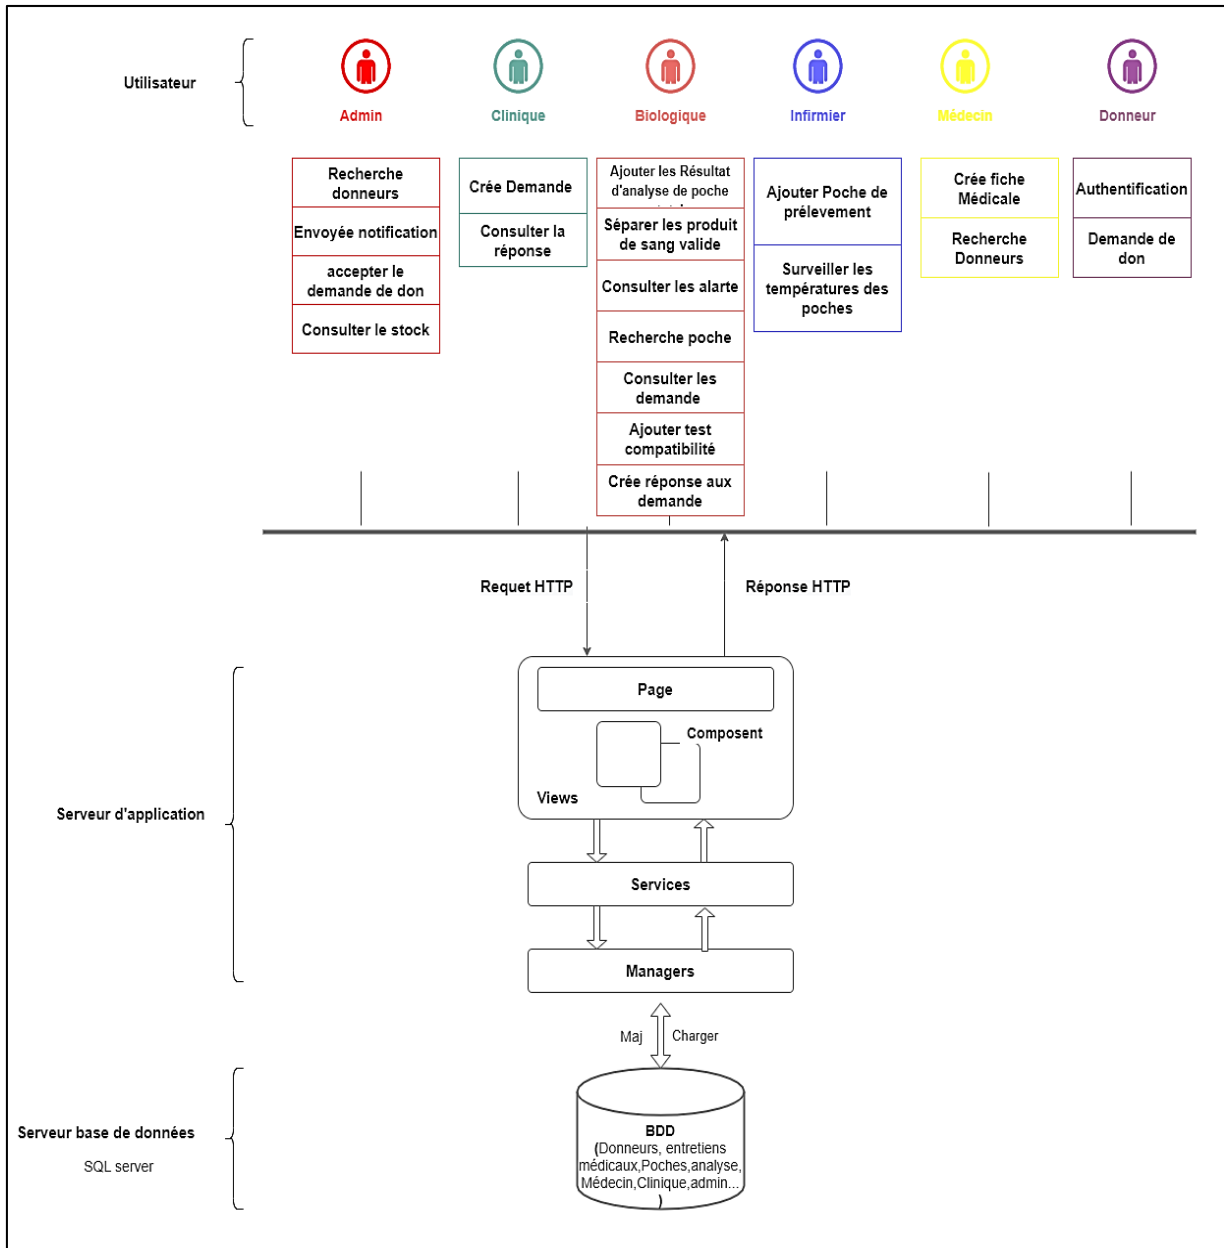 Utilisateur
Admin
Clinique
Biologique
Infirmier
Médecin
Donneur
Recherche
donneurs
Envoyée notification
accepter le
demande de don
Consulter le stock
Crée Demande
Consulter la
réponse
Ajouter les Résultat
d'analyse de poche
Séparer les produit
de sang valide
Consulter les alarte
Recherche poche
Consulter les
demande
Ajouter test
compatibilité
Crée réponse aux
demande
Ajouter Poche de
prélevement
Surveiller les
températures des
poches
Crée fiche
Médicale
Recherche
Donneurs
Authentification
Demande de
don
Requet HTTP
Réponse HTTP
Page
Composent
Views
Serveur d'application
Services
Managers
Maj
Charger
Serveur base de données
SQL server
BDD
(Donneurs, entretiens
médicaux,Poches,analyse,
Médecin,Clinique,admin...
)